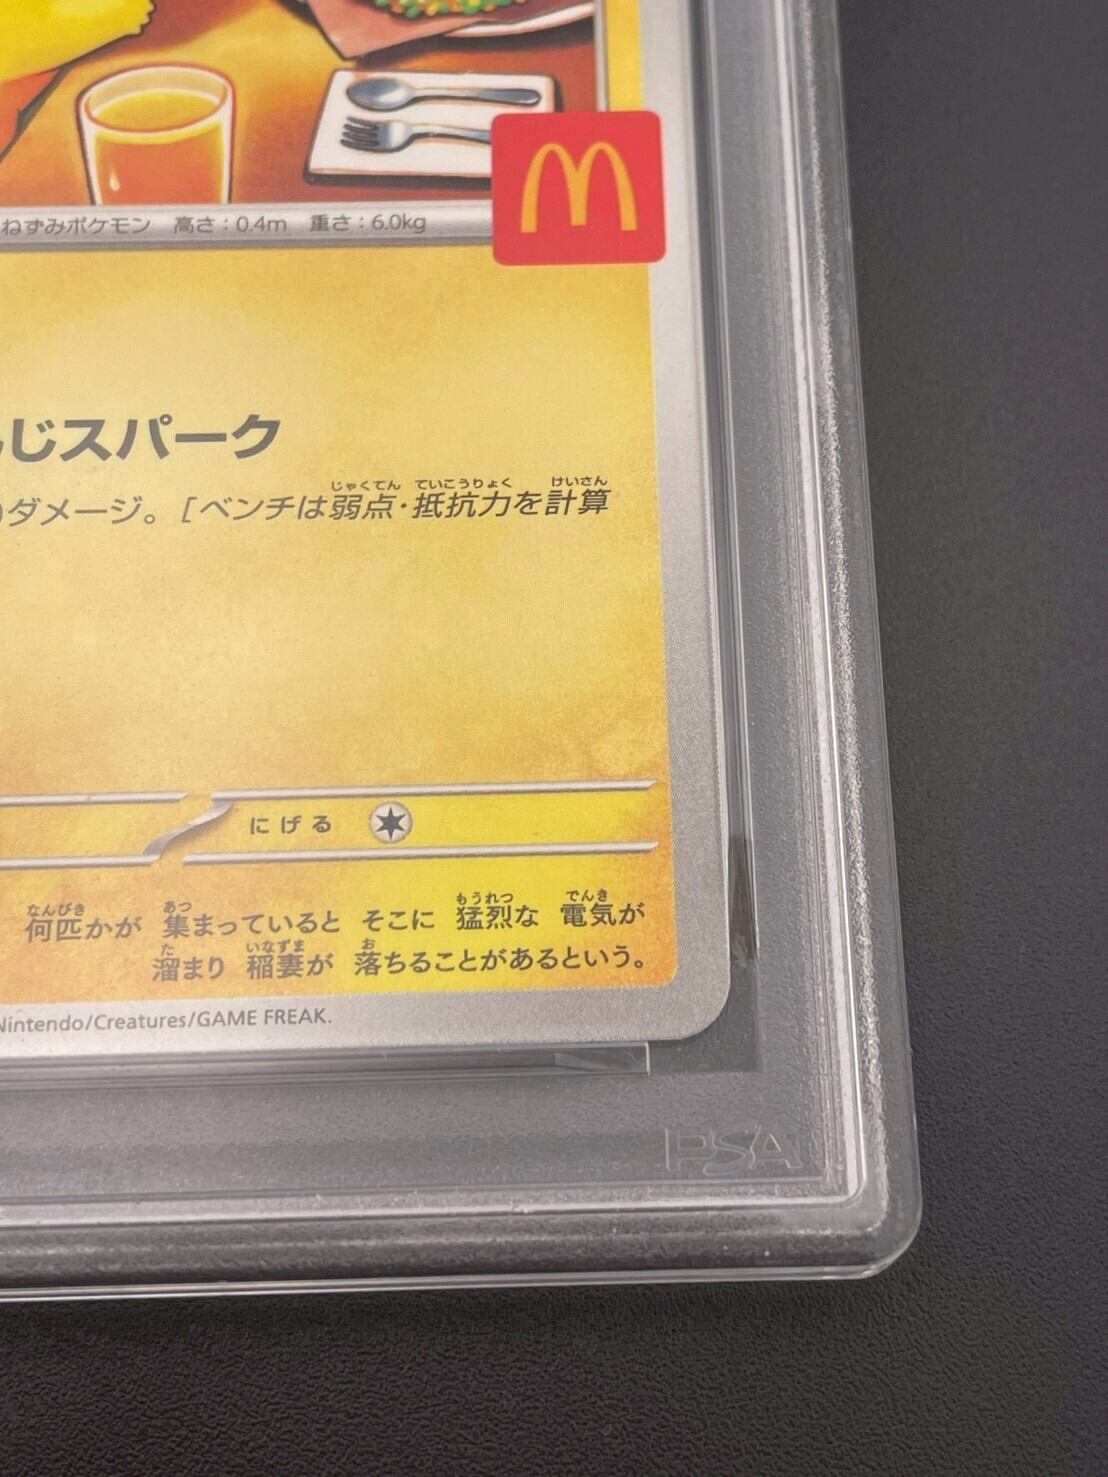 ねずみポケモン 高さ：0.4m 重さ：6.0kg
じスパーク
ダメージ。[ベンチは弱点・抵抗力を計算
じゃくてん ていこうりょく けいさん
にげる
何匹かが 集まっていると そこに 猛烈な 電気が
なんびき あつ もうれつ でんき
溜まり 稲妻が 落ちることがあるという。
た いなずま お
Nintendo/Creatures/GAME FREAK.
PSA